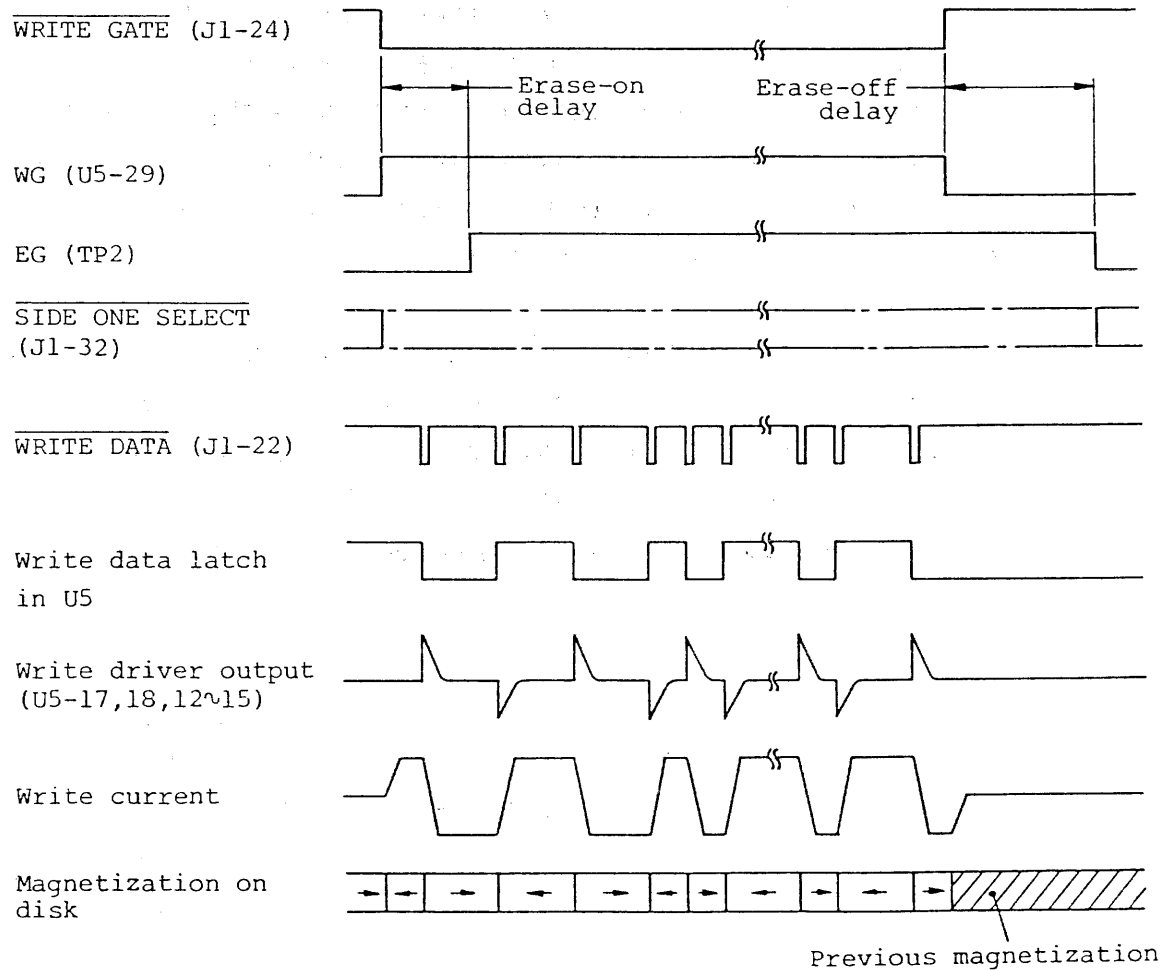 WRITE GATE (J1-24)
Erase-on
delay
Erase-off
delay
WG (U5-29)
EG (TP2)
SIDE ONE SELECT
(J1-32)
WRITE DATA (J1-22)
Write data latch
in U5
Write driver output
(U5-17,18,12~15)
Write current
Magnetization on
disk
Previous magnetization